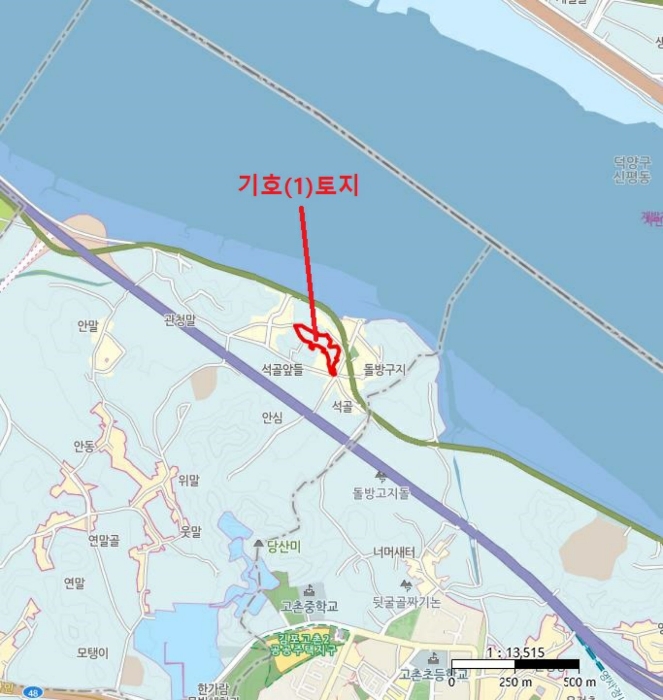 덕양구
신평동
기호(1)토지
안말
관청말
석골앞들
돌방구지
석골
안심
안동
위말
돌방고지돌
연말골
웃말
당산미
너머새터
연말
고촌중학교
뒷굴골짜기논
김포고촌2
공공주택지구
모탱이
1 : 13,515
고촌초등학교
0
250 m
500 m
48
한가람